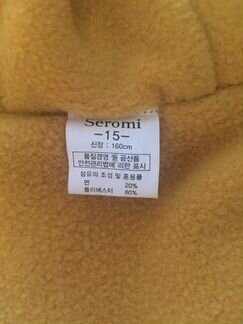 Seromi
-15-
신장 : 160cm
품질경영 및 공산품
안전관리법에 의한 표시
섬유의 조성 및 혼용률
면 20%
폴리에스터 80%